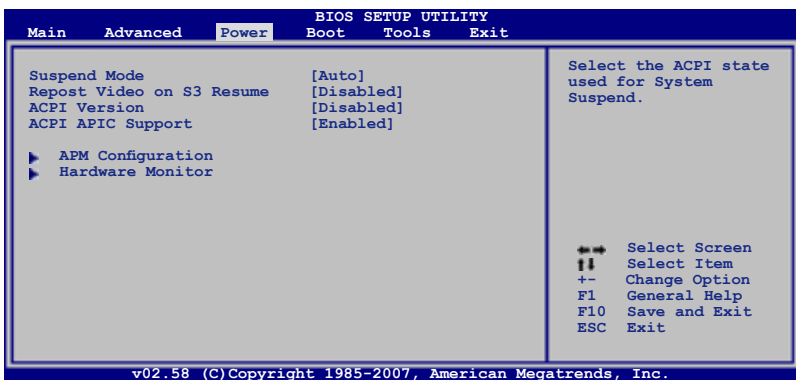 BIOS SETUP UTILITY
Main Advanced Power Boot Tools Exit
Suspend Mode [Auto]
Repost Video on S3 Resume [Disabled]
ACPI Version [Disabled]
ACPI APIC Support [Enabled]
APM Configuration
Hardware Monitor
Select the ACPI state
used for System
Suspend.
Select Screen
Select Item
+- Change Option
F1 General Help
F10 Save and Exit
ESC Exit
v02.58 (C)Copyright 1985-2007, American Megatrends, Inc.